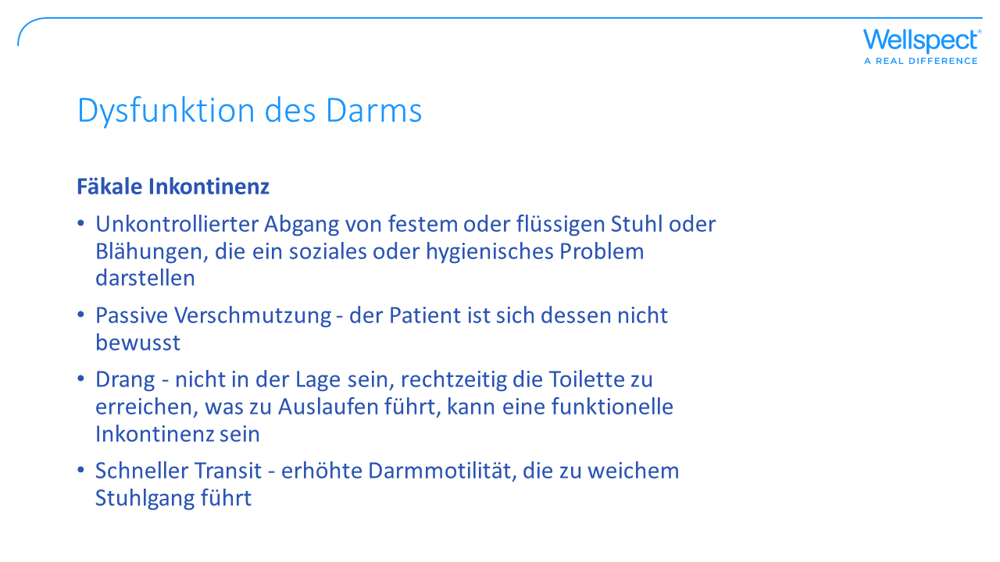 Wellspect®
A REAL DIFFERENCE
Dysfunktion des Darms
Fäkale Inkontinenz
• Unkontrollierter Abgang von festem oder flüssigen Stuhl oder
Blähungen, die ein soziales oder hygienisches Problem
darstellen
• Passive Verschmutzung - der Patient ist sich dessen nicht
bewusst
• Drang - nicht in der Lage sein, rechtzeitig die Toilette zu
erreichen, was zu Auslaufen führt, kann eine funktionelle
Inkontinenz sein
• Schneller Transit - erhöhte Darmmotilität, die zu weichem
Stuhlgang führt